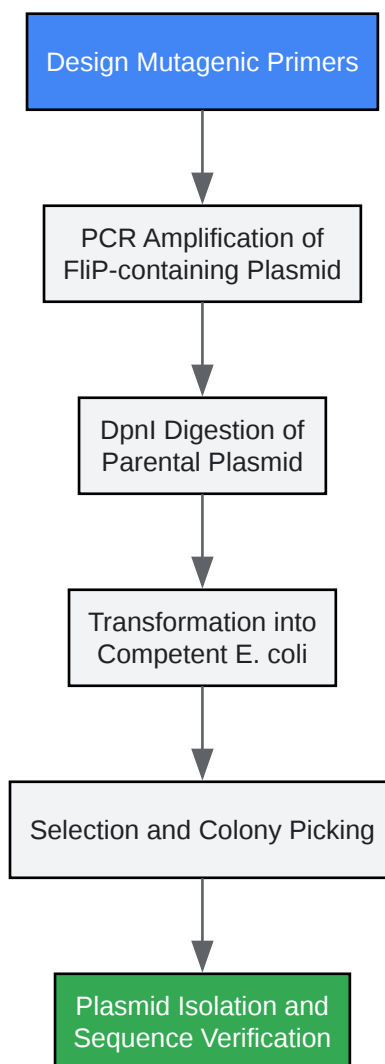 Design Mutagenic Primers
PCR Amplification of
FliP-containing Plasmid
DpnI Digestion of
Parental Plasmid
Transformation into
Competent E. coli
Selection and Colony Picking
Plasmid Isolation and
Sequence Verification